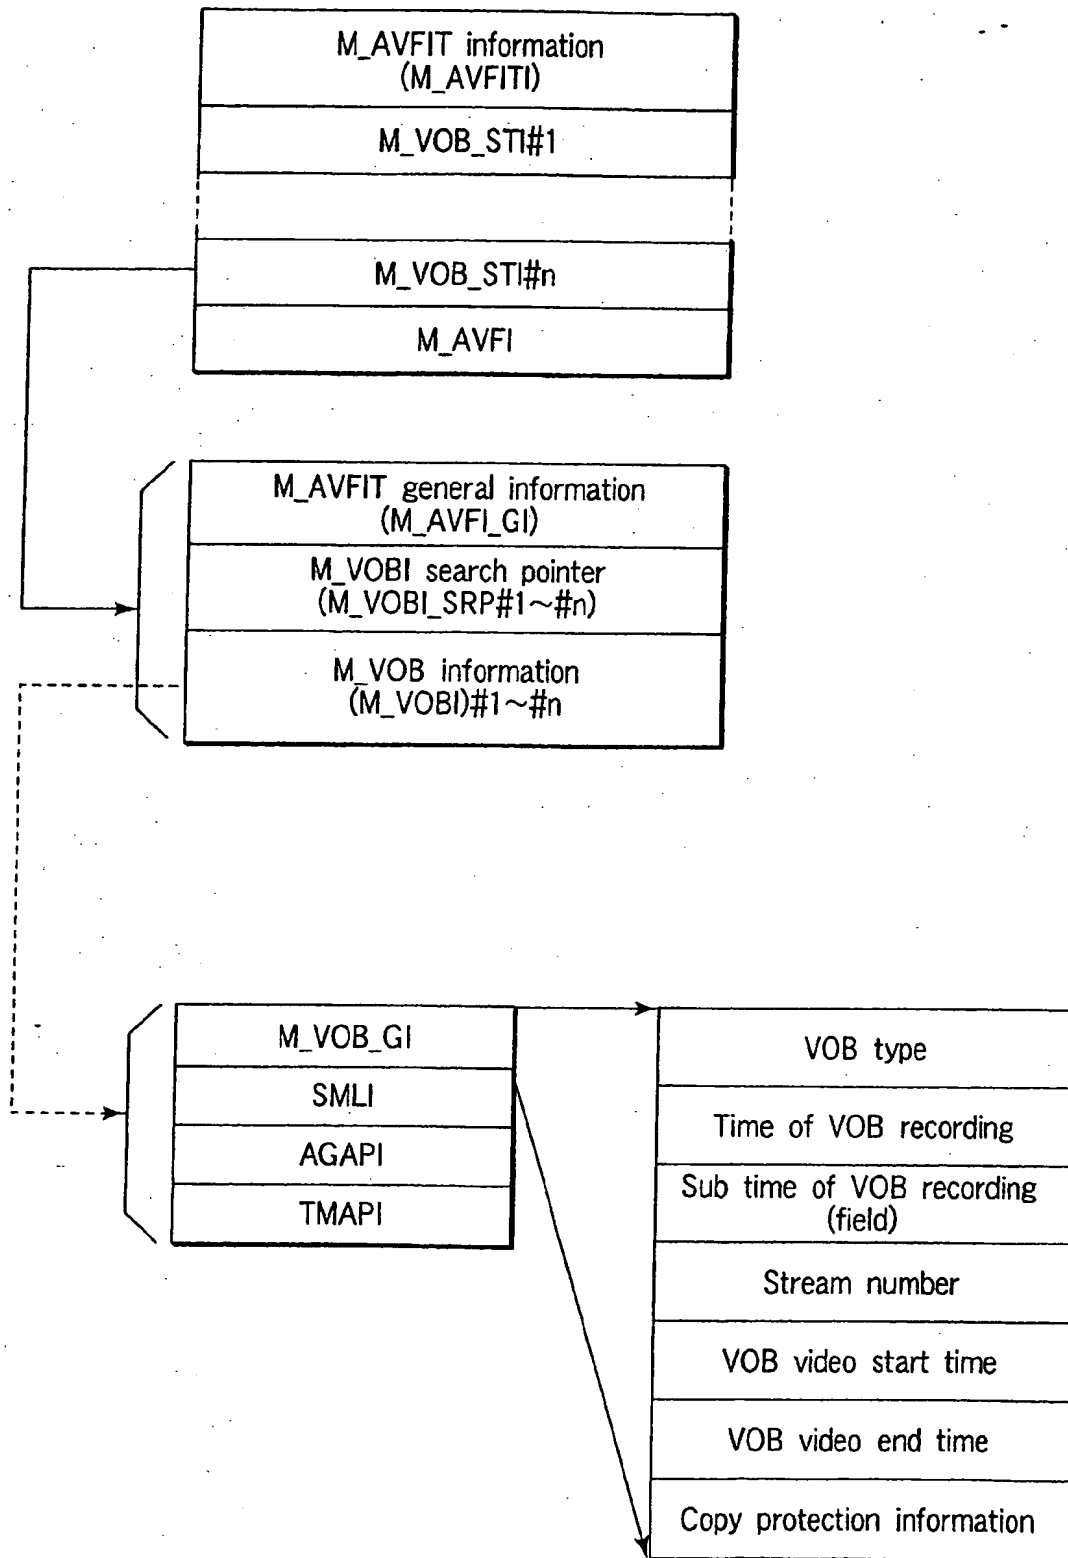 M_AVFIT information
(M_AVFITI)
M_VOB_STI#1
M_VOB_STI#n
M_AVFI
M_AVFIT general information
(M_AVFI_GI)
M_VOBI search pointer
(M_VOBI_SRP#1~#n)
M_VOB information
(M_VOBI)#1~#n
M_VOB_GI
SMLI
AGAPI
TMAPI
VOB type
Time of VOB recording
Sub time of VOB recording
(field)
Stream number
VOB video start time
VOB video end time
Copy protection information